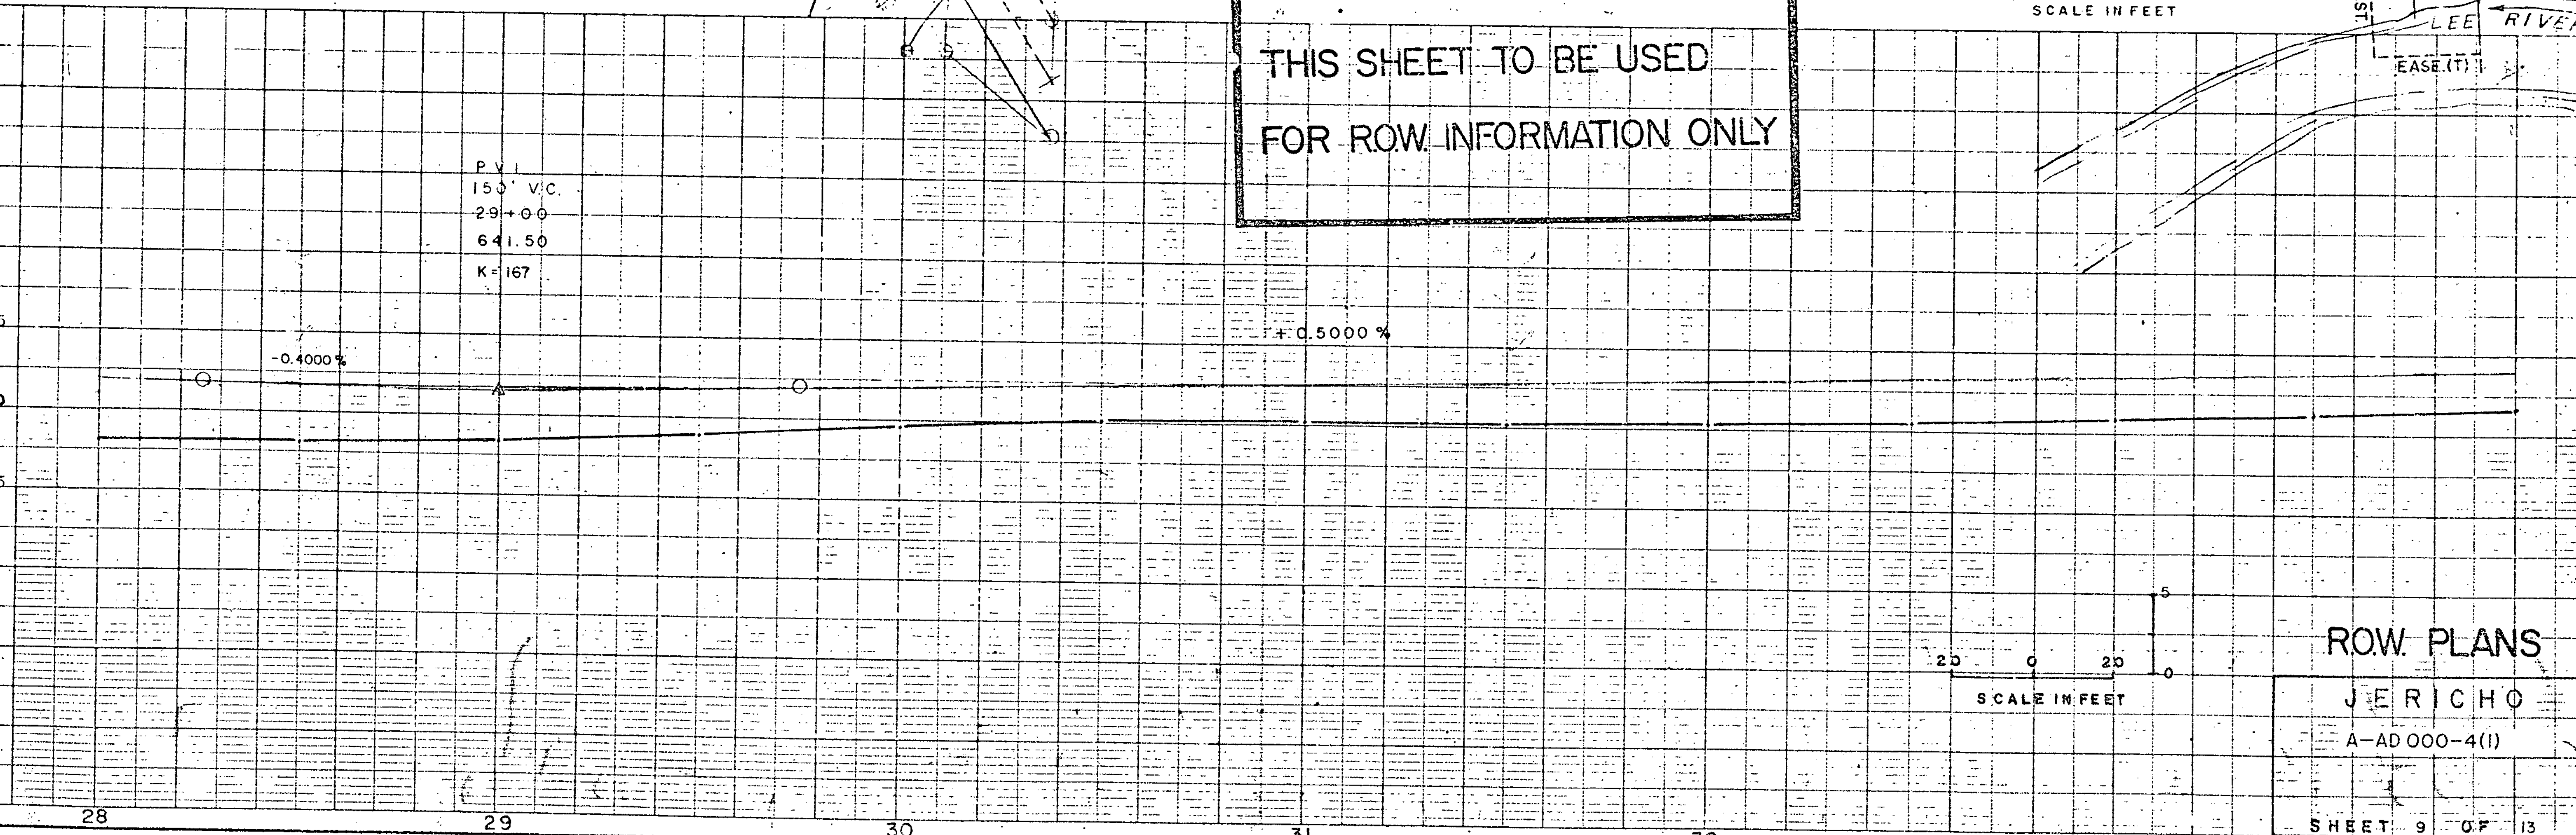 SCALE IN FEET
ST.
LEE RIVER
EASE.(T)
THIS SHEET TO BE USED
FOR R.O.W. INFORMATION ONLY
P V I
150' V.C.
29+00
641.50
K=167
-0.4000 %
+0.5000 %
5
0
20 0 20
SCALE IN FEET
R.O.W. PLANS
JERICHO
A-AD 000-4(1)
SHEET 9 OF 13
28 29 30 31